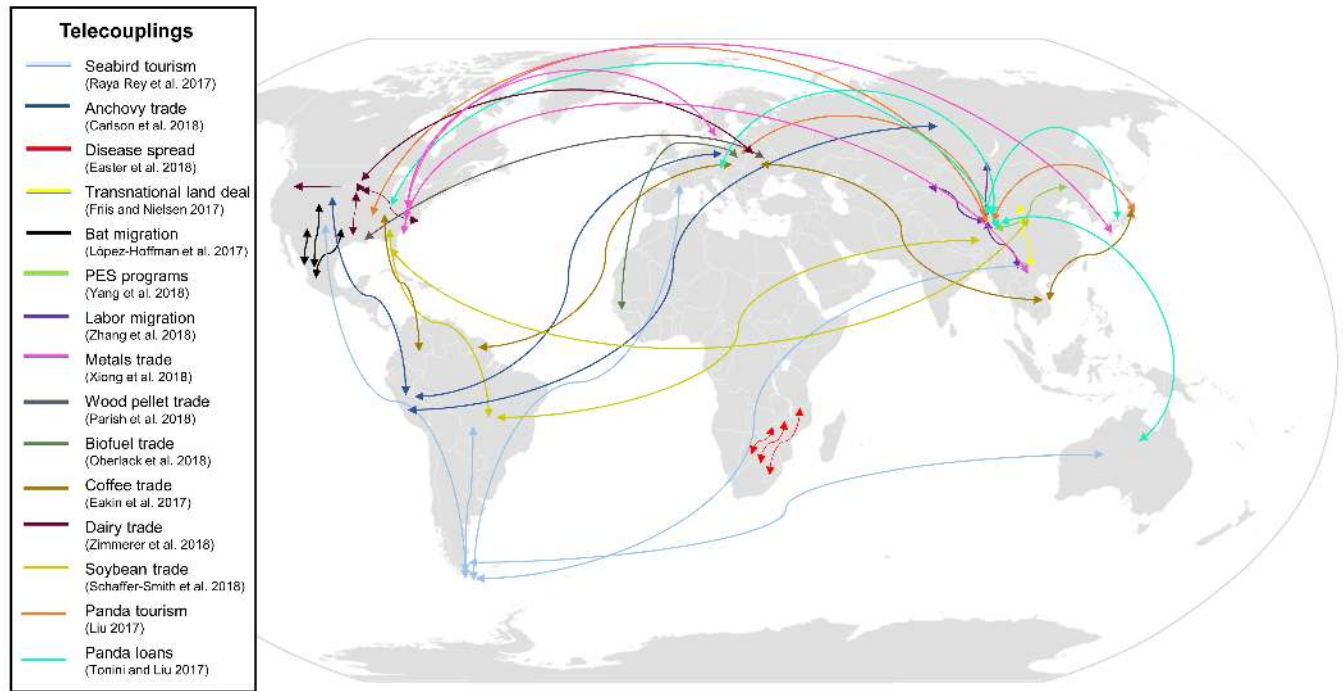 Telecouplings
Seabird tourism
(Raya Rey et al. 2017)
Anchovy trade
(Carlson et al. 2018)
Disease spread
(Easter et al. 2018)
Transnational land deal
(Friis and Nielsen 2017)
Bat migration
(López-Hoffman et al. 2017)
PES programs
(Yang et al. 2018)
Labor migration
(Zhang et al. 2018)
Metals trade
(Xiong et al. 2018)
Wood pellet trade
(Parish et al. 2018)
Biofuel trade
(Oberlack et al. 2018)
Coffee trade
(Eakin et al. 2017)
Dairy trade
(Zimmerer et al. 2018)
Soybean trade
(Schaffer-Smith et al. 2018)
Panda tourism
(Liu 2017)
Panda loans
(Tonini and Liu 2017)